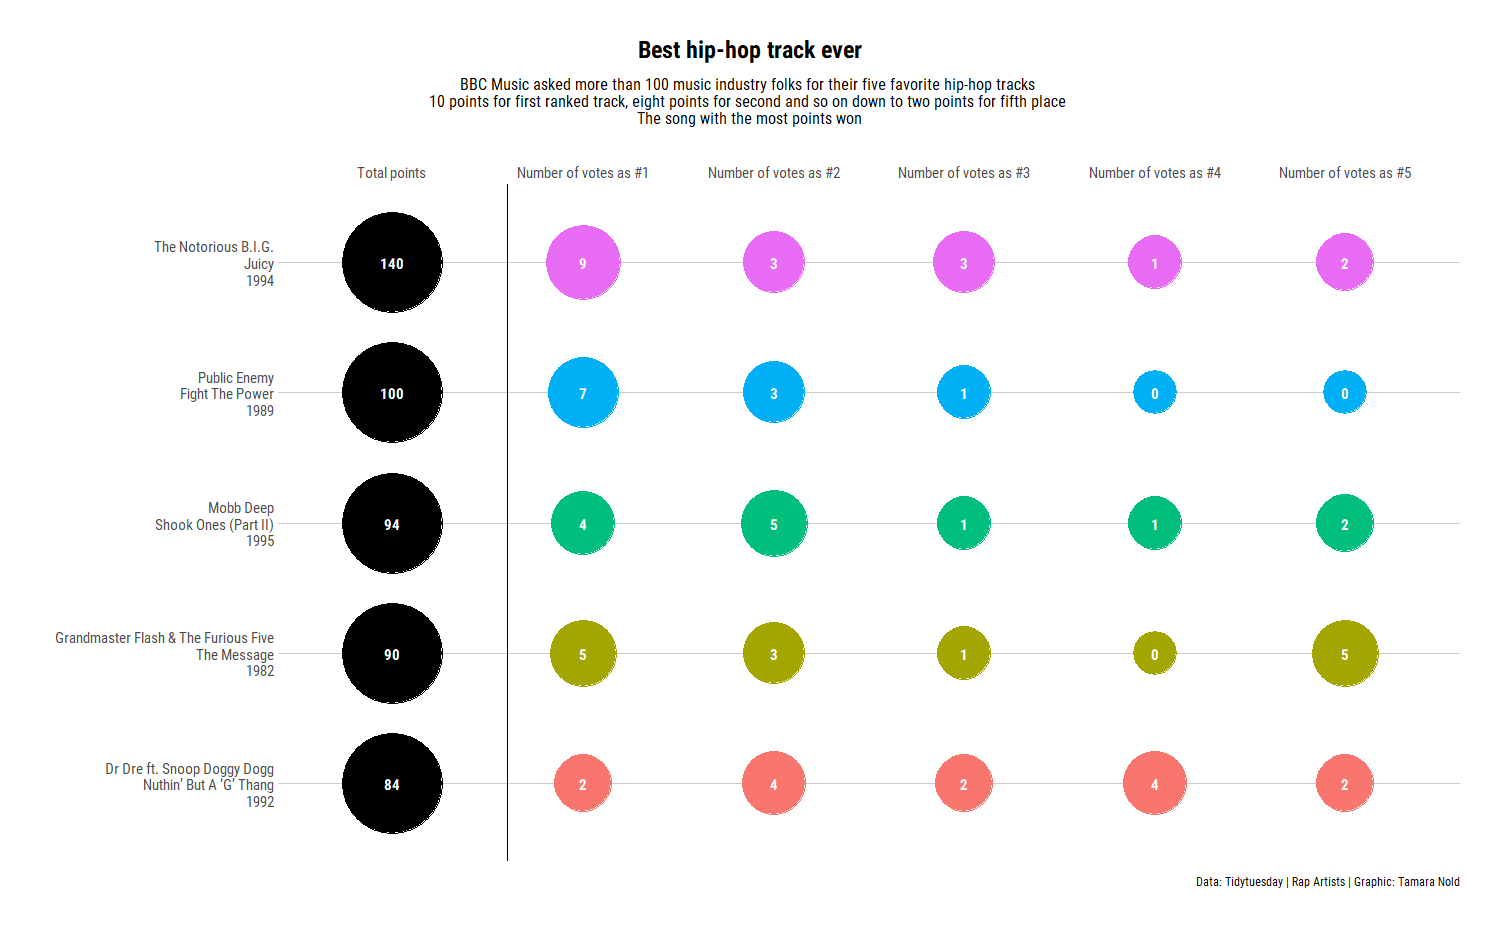 Best hip-hop track ever
BBC Music asked more than 100 music industry folks for their five favorite hip-hop tracks
10 points for first ranked track, eight points for second and so on down to two points for fifth place
The song with the most points won
Total points
Number of votes as #1
Number of votes as #2
Number of votes as #3
Number of votes as #4
Number of votes as #5
The Notorious B.I.G.
Juicy
1994
140
9
3
3
1
2
Public Enemy
Fight The Power
1989
100
7
3
1
0
0
Mobb Deep
Shook Ones (Part II)
1995
94
4
5
1
1
2
Grandmaster Flash & The Furious Five
The Message
1982
90
5
3
1
0
5
Dr Dre ft. Snoop Doggy Dogg
Nuthin’ But A ‘G’ Thang
1992
84
2
4
2
4
2
Data: Tidytuesday | Rap Artists | Graphic: Tamara Nold